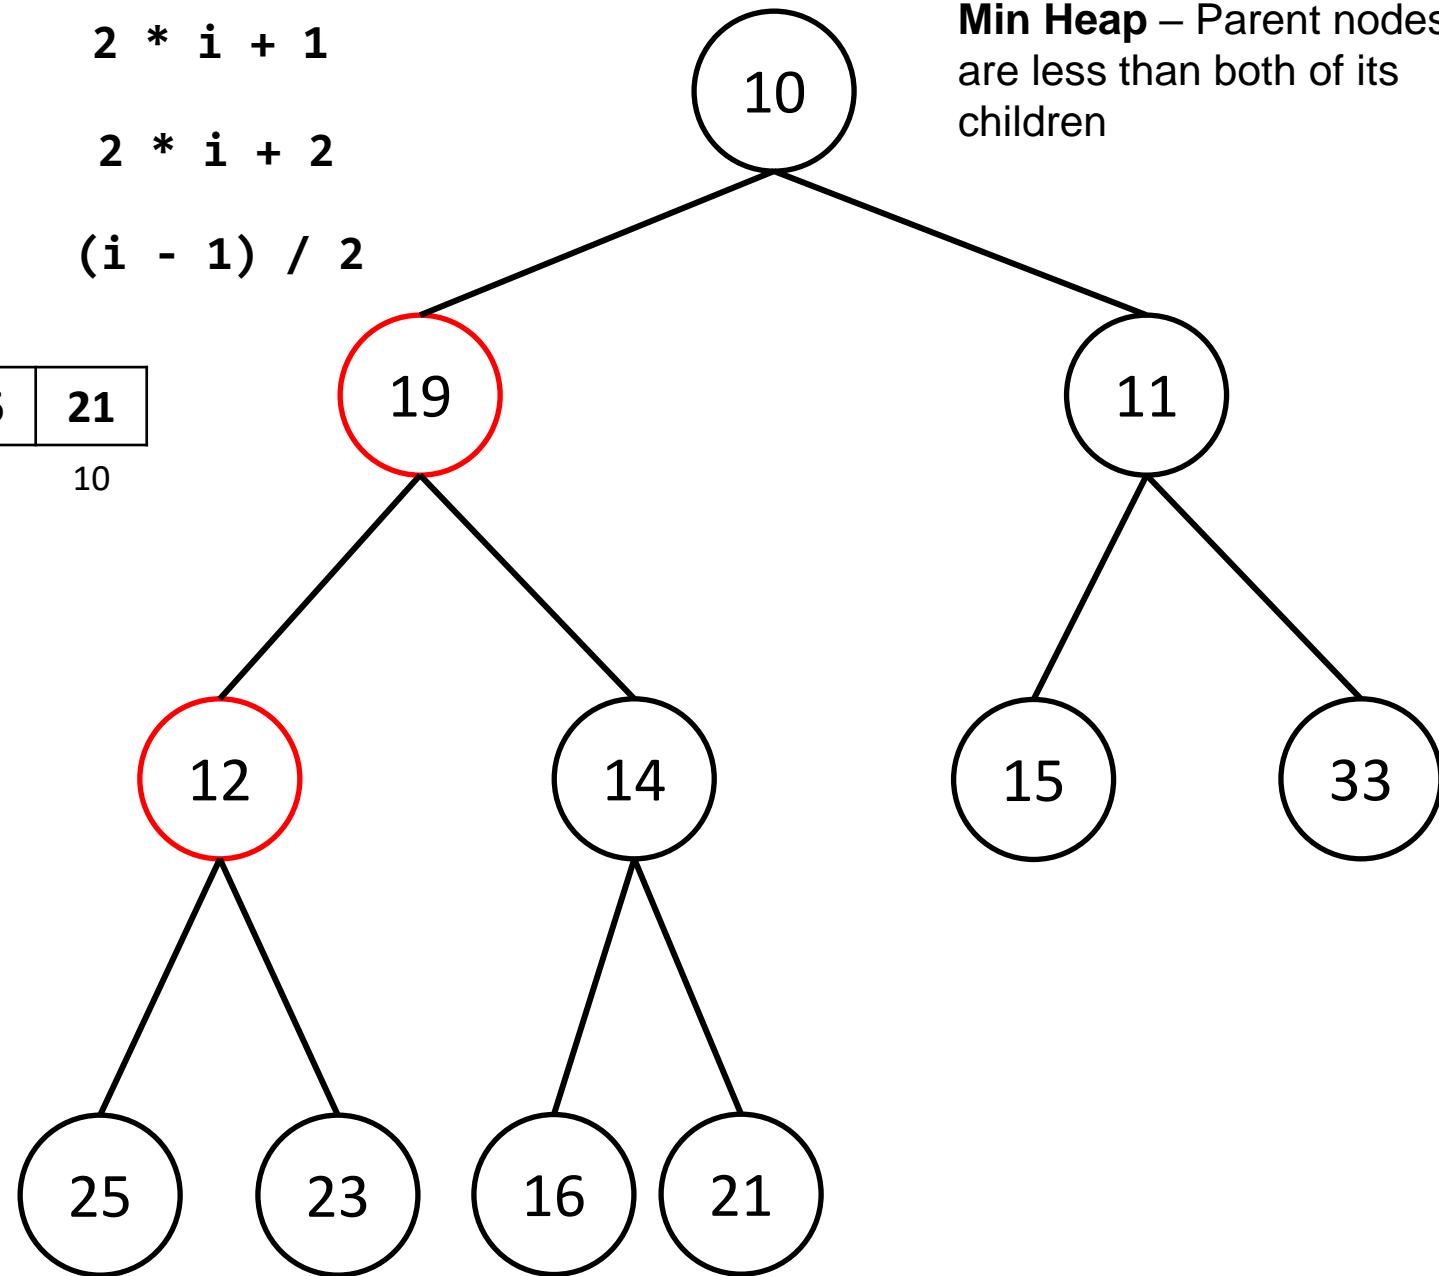 2 * i + 1
2 * i + 2
(i - 1) / 2
Min Heap – Parent nodes
are less than both of its
children
21
10
10
19
11
12
14
15
33
25
23
16
21